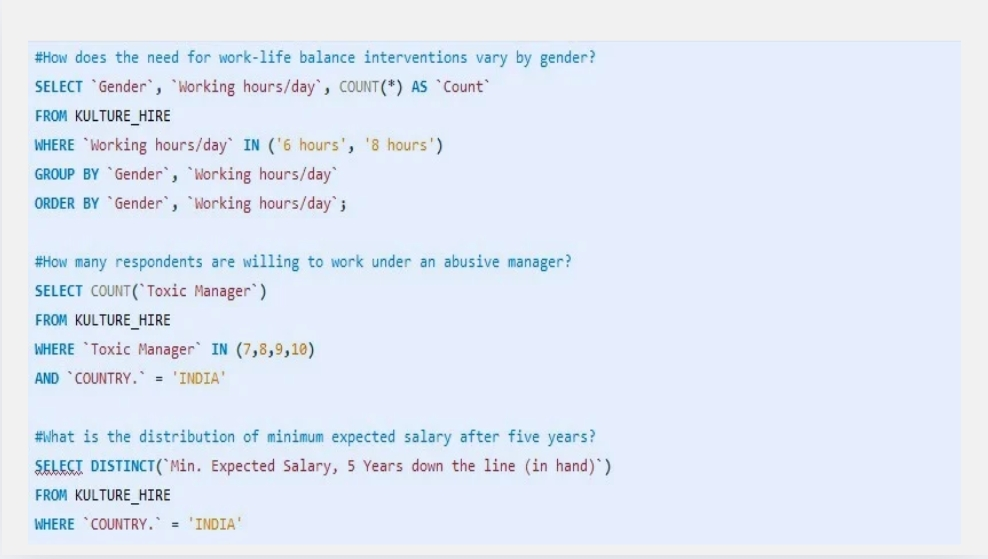 #How does the need for work-life balance interventions vary by gender?
SELECT `Gender`, `Working hours/day`, COUNT(*) AS `Count`
FROM KULTURE_HIRE
WHERE `Working hours/day` IN ('6 hours', '8 hours')
GROUP BY `Gender`, `Working hours/day`
ORDER BY `Gender`, `Working hours/day`;
#How many respondents are willing to work under an abusive manager?
SELECT COUNT(`Toxic Manager`)
FROM KULTURE_HIRE
WHERE `Toxic Manager` IN (7,8,9,10)
AND `COUNTRY.` = 'INDIA'
#What is the distribution of minimum expected salary after five years?
SELECT DISTINCT(`Min. Expected Salary, 5 Years down the line (in hand)`)
FROM KULTURE_HIRE
WHERE `COUNTRY.` = 'INDIA'